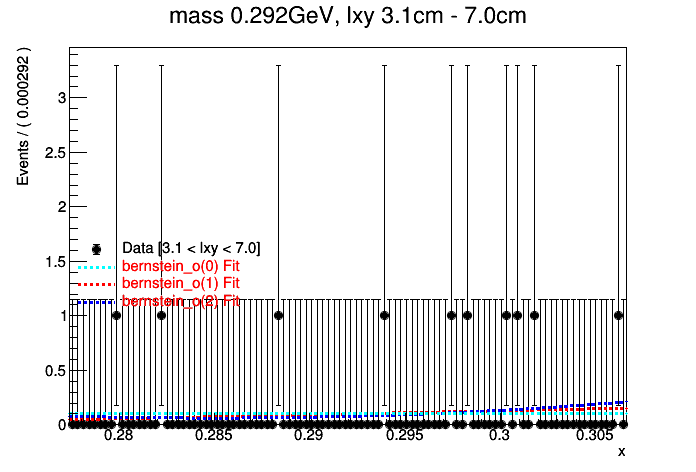 mass 0.292GeV, lxy 3.1cm - 7.0cm
Events / ( 0.000292 )
3
2.5
2
1.5
1
0.5
0
Data [3.1 < lxy < 7.0]
bernstein_o(0) Fit
bernstein_o(1) Fit
bernstein_o(2) Fit
0.28 0.285 0.29 0.295 0.3 0.305
x